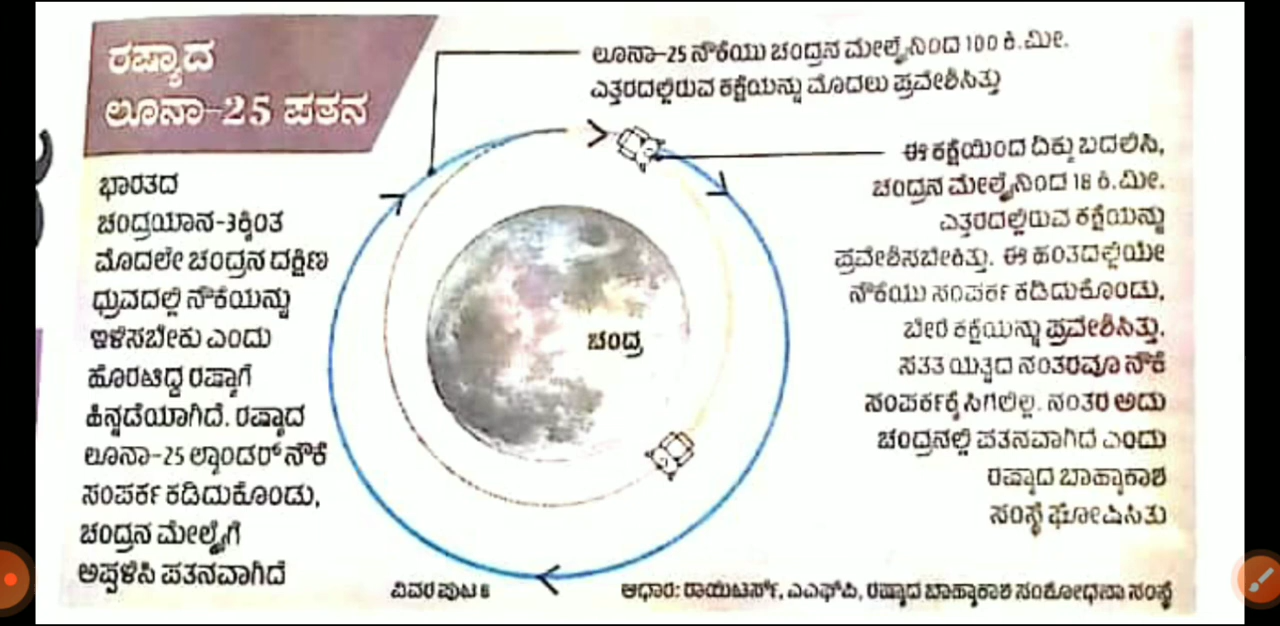 ರಷ್ಯಾದ
ಲೂನಾ-25 ಪತನ
ಭಾರತದ
ಚಂದ್ರಯಾನ-3ಕ್ಕಿಂತ
ಮೊದಲೇ ಚಂದ್ರನ ದಕ್ಷಿಣ
ಧ್ರುವದಲ್ಲಿ ನೌಕೆಯನ್ನು
ಇಳಿಸಬೇಕು ಎಂದು
ಹೊರಟಿದ್ದ ರಷ್ಯಾಗೆ
ಹಿನ್ನಡೆಯಾಗಿದೆ. ರಷ್ಯಾದ
ಲೂನಾ-25 ಲ್ಯಾಂಡರ್ ನೌಕೆ
ಸಂಪರ್ಕ ಕಡಿದುಕೊಂಡು,
ಚಂದ್ರನ ಮೇಲ್ಮೈಗೆ
ಅಪ್ಪಳಿಸಿ ಪತನವಾಗಿದೆ
ಲೂನಾ-25 ನೌಕೆಯು ಚಂದ್ರನ ಮೇಲ್ಮೈನಿಂದ 100 ಕಿ.ಮೀ.
ಎತ್ತರದಲ್ಲಿರುವ ಕಕ್ಷೆಯನ್ನು ಮೊದಲು ಪ್ರವೇಶಿಸಿತ್ತು
ಈ ಕಕ್ಷೆಯಿಂದ ದಿಕ್ಕು ಬದಲಿಸಿ,
ಚಂದ್ರನ ಮೇಲ್ಮೈನಿಂದ 18 ಕಿ.ಮೀ.
ಎತ್ತರದಲ್ಲಿರುವ ಕಕ್ಷೆಯನ್ನು
ಪ್ರವೇಶಿಸಬೇಕಿತ್ತು. ಈ ಹಂತದಲ್ಲಿಯೇ
ನೌಕೆಯು ಸಂಪರ್ಕ ಕಡಿದುಕೊಂಡು,
ಬೇರೆ ಕಕ್ಷೆಯನ್ನು ಪ್ರವೇಶಿಸಿತ್ತು.
ಸತತ ಯತ್ನದ ನಂತರವೂ ನೌಕೆ
ಸಂಪರ್ಕಕ್ಕೆ ಸಿಗಲಿಲ್ಲ. ನಂತರ ಅದು
ಚಂದ್ರನಲ್ಲಿ ಪತನವಾಗಿದೆ ಎಂದು
ರಷ್ಯಾದ ಬಾಹ್ಯಾಕಾಶ
ಸಂಸ್ಥೆ ಘೋಷಿಸಿತು
ಚಂದ್ರ
ವಿವರ ಪುಟ 6
ಆಧಾರ: ರಾಯಿಟರ್ಸ್, ಎಎಫ್‌ಪಿ, ರಷ್ಯಾದ ಬಾಹ್ಯಾಕಾಶ ಸಂಶೋಧನಾ ಸಂಸ್ಥೆ